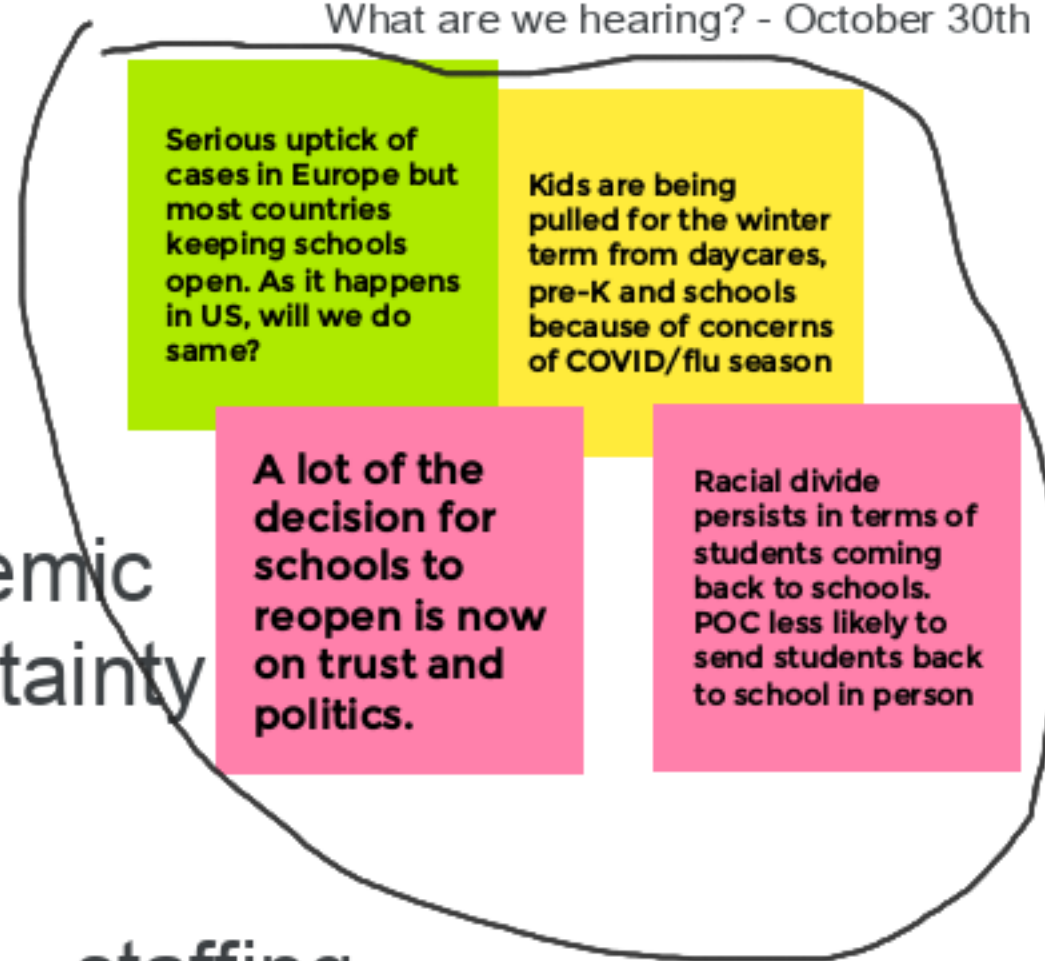 What are we hearing? - October 30th
Serious uptick of
cases in Europe but
most countries
keeping schools
open. As it happens
in US, will we do
same?
Kids are being
pulled for the winter
term from daycares,
pre-K and schools
because of concerns
of COVID/flu season
A lot of the
decision for
schools to
reopen is now
on trust and
politics.
Racial divide
persists in terms of
students coming
back to schools.
POC less likely to
send students back
to school in person
emic
tainty
staffing